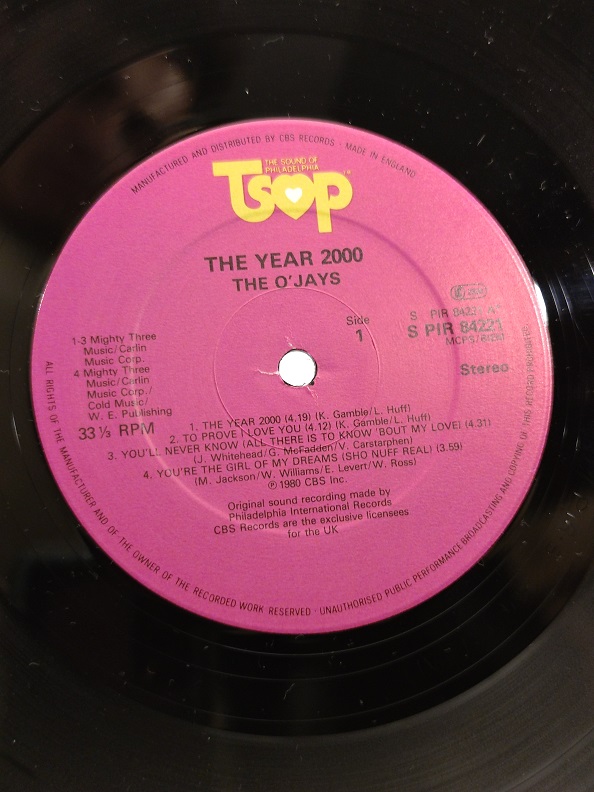 MANUFACTURED AND DISTRIBUTED BY CBS RECORDS · MADE IN ENGLAND
THE SOUND OF
PHILADELPHIA
TSOP
THE YEAR 2000
THE O'JAYS
Side
1
S PIR 84221
Stereo
1-3 Mighty Three
Music/Carlin
Music Corp.
4 Mighty Three
Music/Carlin
Music Corp./
Cold Music/
W. E. Publishing
33 ⅓ RPM
1. THE YEAR 2000 (4.19) (K. Gamble/L. Huff)
2. TO PROVE I LOVE YOU (4.12) (K. Gamble/L. Huff)
3. YOU'LL NEVER KNOW (ALL THERE IS TO KNOW 'BOUT MY LOVE) (4.31)
(J. Whitehead/G. McFadden/V. Carstarphen)
4. YOU'RE THE GIRL OF MY DREAMS (SHO NUFF REAL) (3.59)
(M. Jackson/W. Williams/E. Levert/W. Ross)
℗ 1980 CBS Inc.
Original sound recording made by
Philadelphia International Records
CBS Records are the exclusive licensees
for the UK
ALL RIGHTS OF THE MANUFACTURER AND OF THE OWNER OF THE RECORDED WORK RESERVED · UNAUTHORISED PUBLIC PERFORMANCE BROADCASTING AND COPYING OF THIS RECORD PROHIBITED